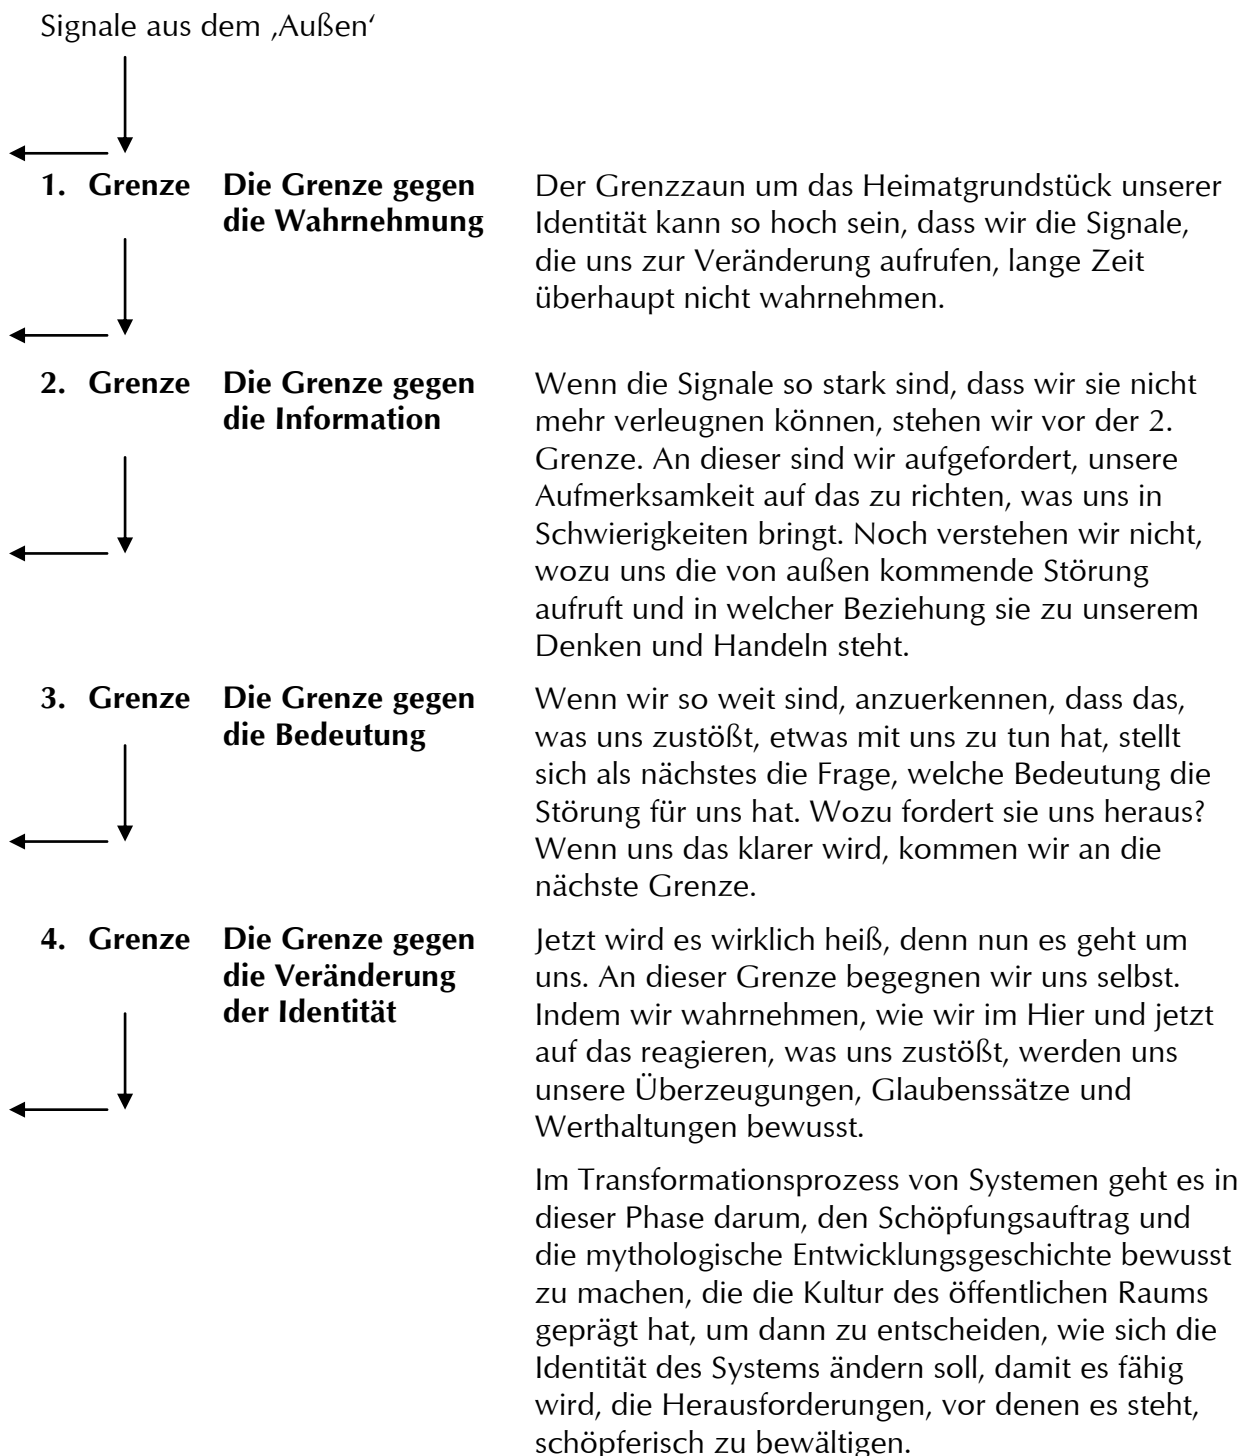 Signale aus dem ‚Außen‘
1. Grenze Die Grenze gegen die Wahrnehmung
Der Grenzzaun um das Heimatgrundstück unserer
Identität kann so hoch sein, dass wir die Signale,
die uns zur Veränderung aufrufen, lange Zeit
überhaupt nicht wahrnehmen.
2. Grenze Die Grenze gegen die Information
Wenn die Signale so stark sind, dass wir sie nicht
mehr verleugnen können, stehen wir vor der 2.
Grenze. An dieser sind wir aufgefordert, unsere
Aufmerksamkeit auf das zu richten, was uns in
Schwierigkeiten bringt. Noch verstehen wir nicht,
wozu uns die von außen kommende Störung
aufruft und in welcher Beziehung sie zu unserem
Denken und Handeln steht.
3. Grenze Die Grenze gegen die Bedeutung
Wenn wir so weit sind, anzuerkennen, dass das,
was uns zustößt, etwas mit uns zu tun hat, stellt
sich als nächstes die Frage, welche Bedeutung die
Störung für uns hat. Wozu fordert sie uns heraus?
Wenn uns das klarer wird, kommen wir an die
nächste Grenze.
4. Grenze Die Grenze gegen die Veränderung der Identität
Jetzt wird es wirklich heiß, denn nun es geht um
uns. An dieser Grenze begegnen wir uns selbst.
Indem wir wahrnehmen, wie wir im Hier und jetzt
auf das reagieren, was uns zustößt, werden uns
unsere Überzeugungen, Glaubenssätze und
Werthaltungen bewusst.
Im Transformationsprozess von Systemen geht es in
dieser Phase darum, den Schöpfungsauftrag und
die mythologische Entwicklungsgeschichte bewusst
zu machen, die die Kultur des öffentlichen Raums
geprägt hat, um dann zu entscheiden, wie sich die
Identität des Systems ändern soll, damit es fähig
wird, die Herausforderungen, vor denen es steht,
schöpferisch zu bewältigen.